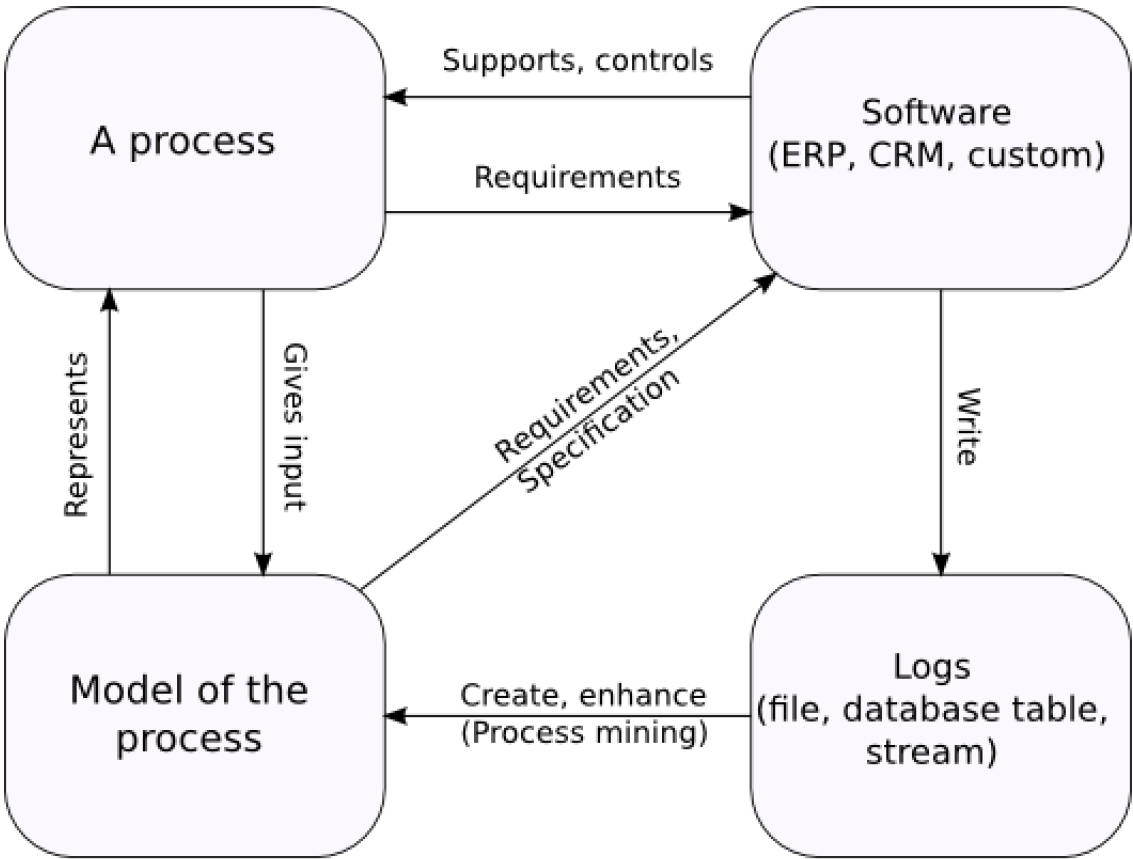 Supports, controls
A process
Software
(ERP, CRM, custom)
Requirements
Represents
Gives input
Requirements,
Specification
Write
Model of the
process
Create, enhance
(Process mining)
Logs
(file, database table,
stream)